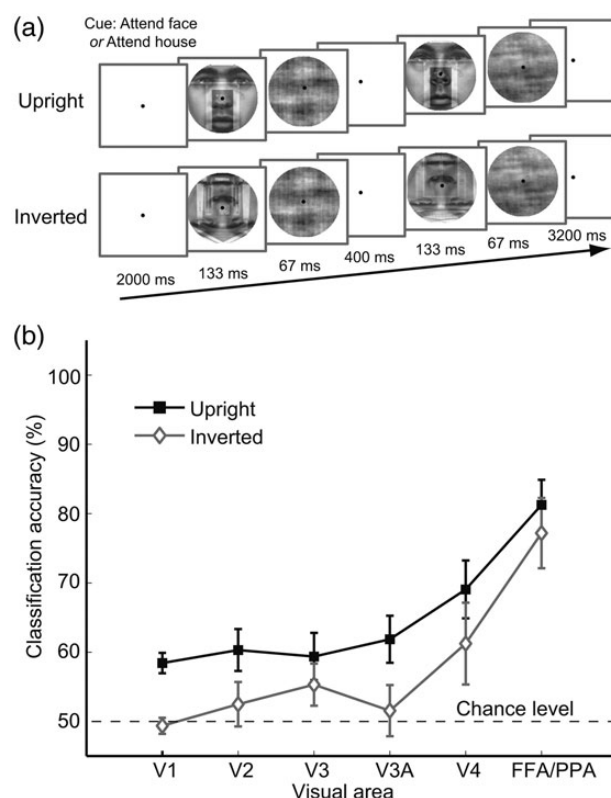 (a)
Cue: Attend face
or Attend house
Upright
Inverted
2000 ms
133 ms
67 ms
400 ms
133 ms
67 ms
3200 ms
(b)
100
90
80
70
60
50
Classification accuracy (%)
Upright
Inverted
Chance level
V1
V2
V3
V3A
V4
FFA/PPA
Visual area